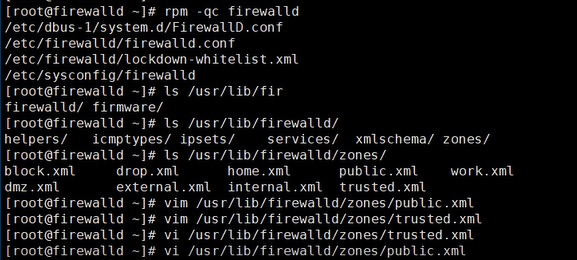 [root@firewalld ~]# rpm -qc firewalld
/etc/dbus-1/system.d/FirewallD.conf
/etc/firewalld/firewalld.conf
/etc/firewalld/lockdown-whitelist.xml
/etc/sysconfig/firewalld
[root@firewalld ~]# ls /usr/lib/fir
firewalld/ firmware/
[root@firewalld ~]# ls /usr/lib/firewalld/
helpers/   icmptypes/ ipsets/    services/  xmlschema/ zones/
[root@firewalld ~]# ls /usr/lib/firewalld/zones/
block.xml  drop.xml      home.xml      public.xml   work.xml
dmz.xml    external.xml  internal.xml  trusted.xml
[root@firewalld ~]# vim /usr/lib/firewalld/zones/public.xml
[root@firewalld ~]# vim /usr/lib/firewalld/zones/trusted.xml
[root@firewalld ~]# vi /usr/lib/firewalld/zones/trusted.xml
[root@firewalld ~]# vi /usr/lib/firewalld/zones/public.xml